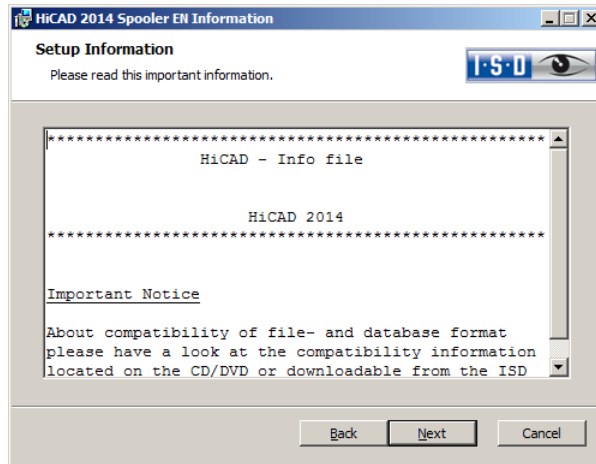 HiCAD 2014 Spooler EN Information
Setup Information
Please read this important information.
I·S·D
*****************************************************
HiCAD - Info file
HiCAD 2014
*****************************************************
Important Notice
About compatibility of file- and database format
please have a look at the compatibility information
located on the CD/DVD or downloadable from the ISD
Back Next Cancel